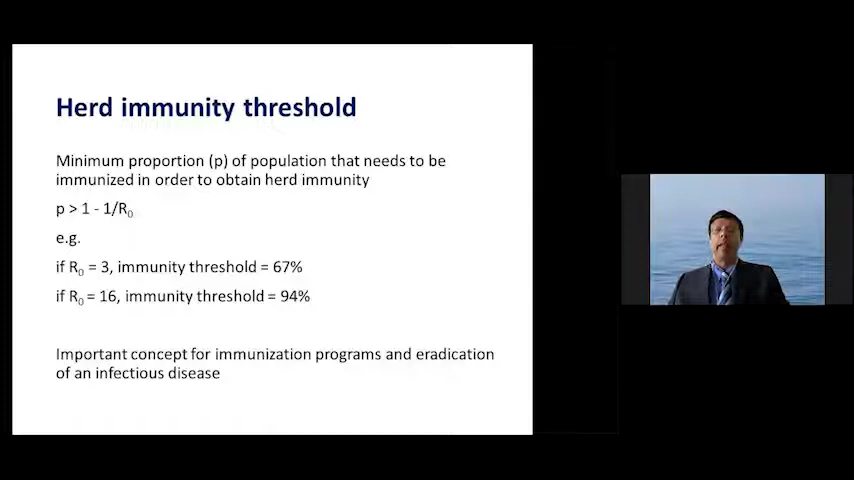 Herd immunity threshold
Minimum proportion (p) of population that needs to be
immunized in order to obtain herd immunity
p > 1 - 1/R₀
e.g.
if R₀ = 3, immunity threshold = 67%
if R₀ = 16, immunity threshold = 94%
Important concept for immunization programs and eradication
of an infectious disease